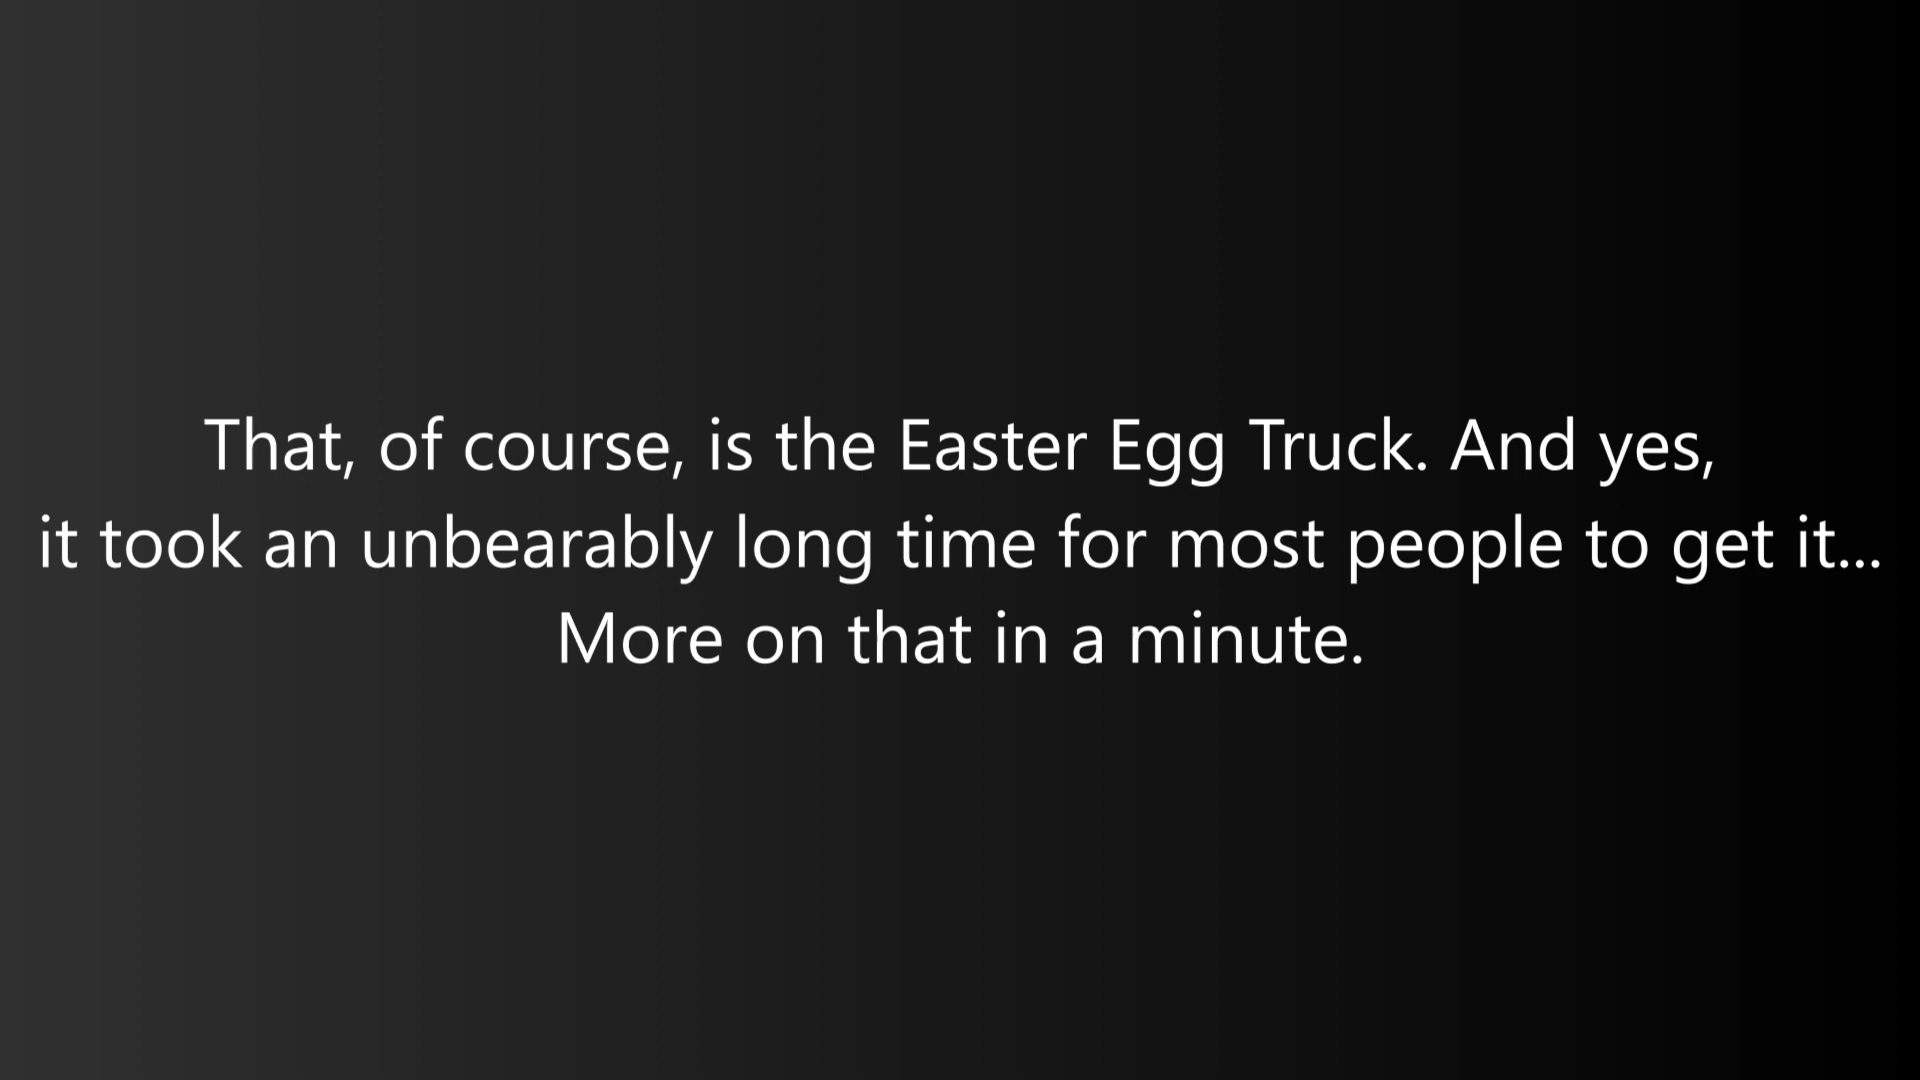 That, of course, is the Easter Egg Truck. And yes,
it took an unbearably long time for most people to get it...
More on that in a minute.